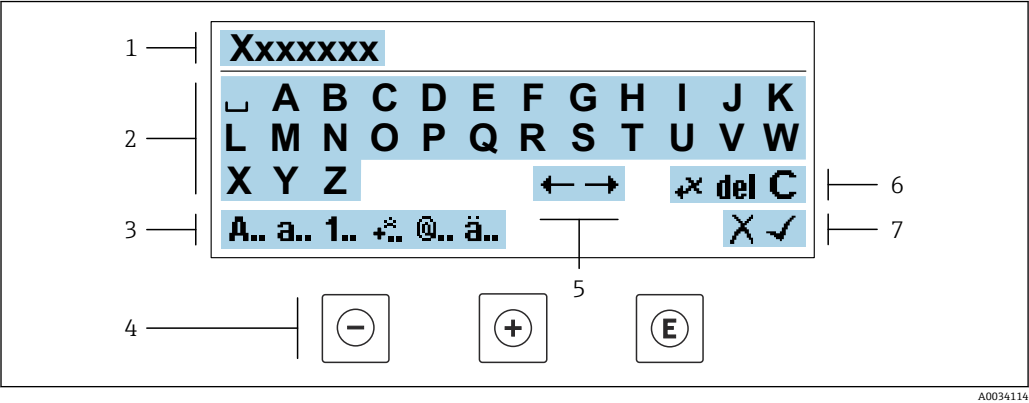 1 Xxxxxxx
2 ␣ A B C D E F G H I J K
L M N O P Q R S T U V W
X Y Z ← → ↚ del C 6
3 A.. a.. 1.. +×.. @.. ä.. X ✓ 7
5
4 − + E
A0034114